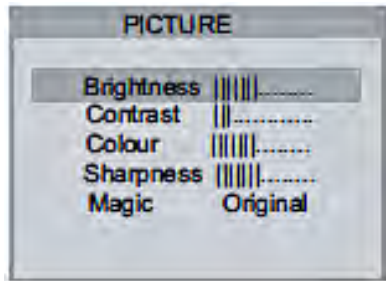 PICTURE
Brightness ||||||........
Contrast |||............
Colour ||||||........
Sharpness ||||||........
Magic Original